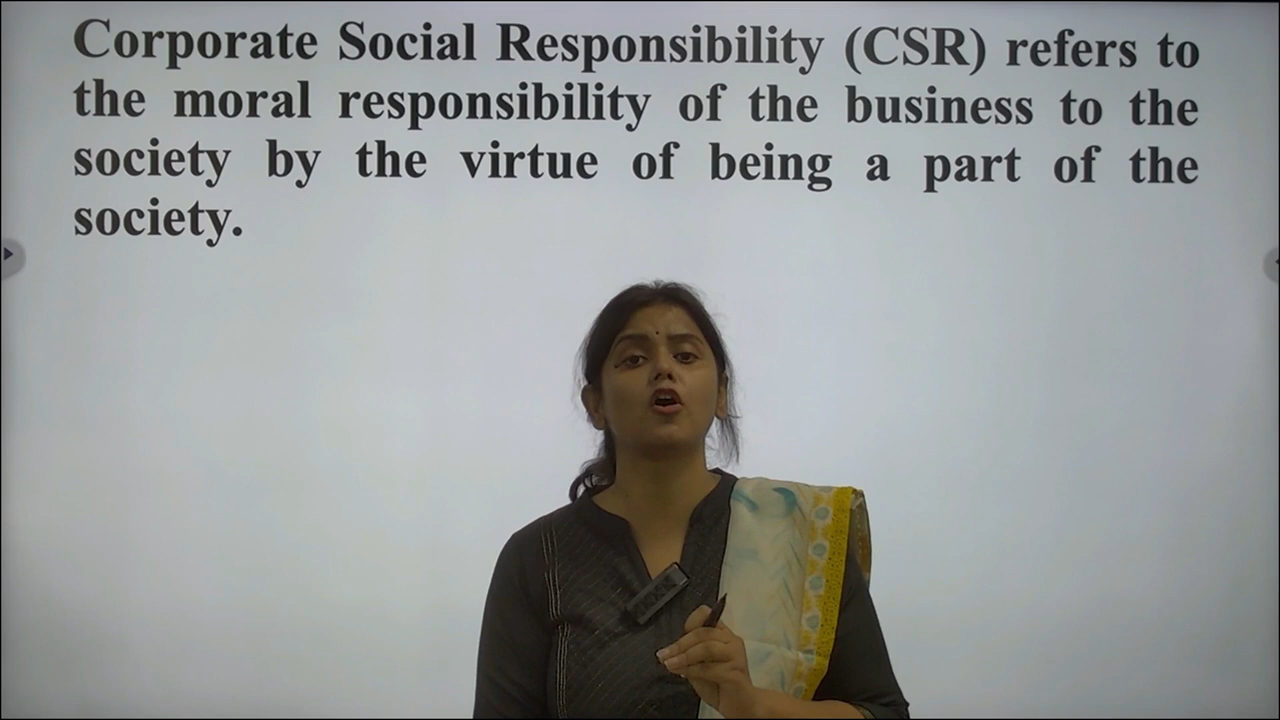 Corporate Social Responsibility (CSR) refers to
the moral responsibility of the business to the
society by the virtue of being a part of the
society.